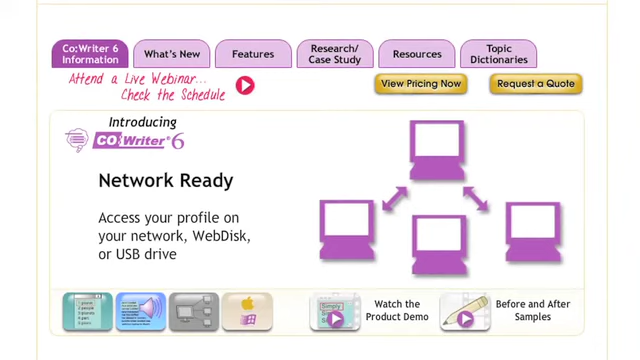 Co:Writer 6
Information
What's New
Features
Research/
Case Study
Resources
Topic
Dictionaries
Attend a Live Webinar...
Check the Schedule
View Pricing Now
Request a Quote
Introducing
CO:Writer® 6
Network Ready
Access your profile on
your network, WebDisk,
or USB drive
Watch the
Product Demo
Before and After
Samples